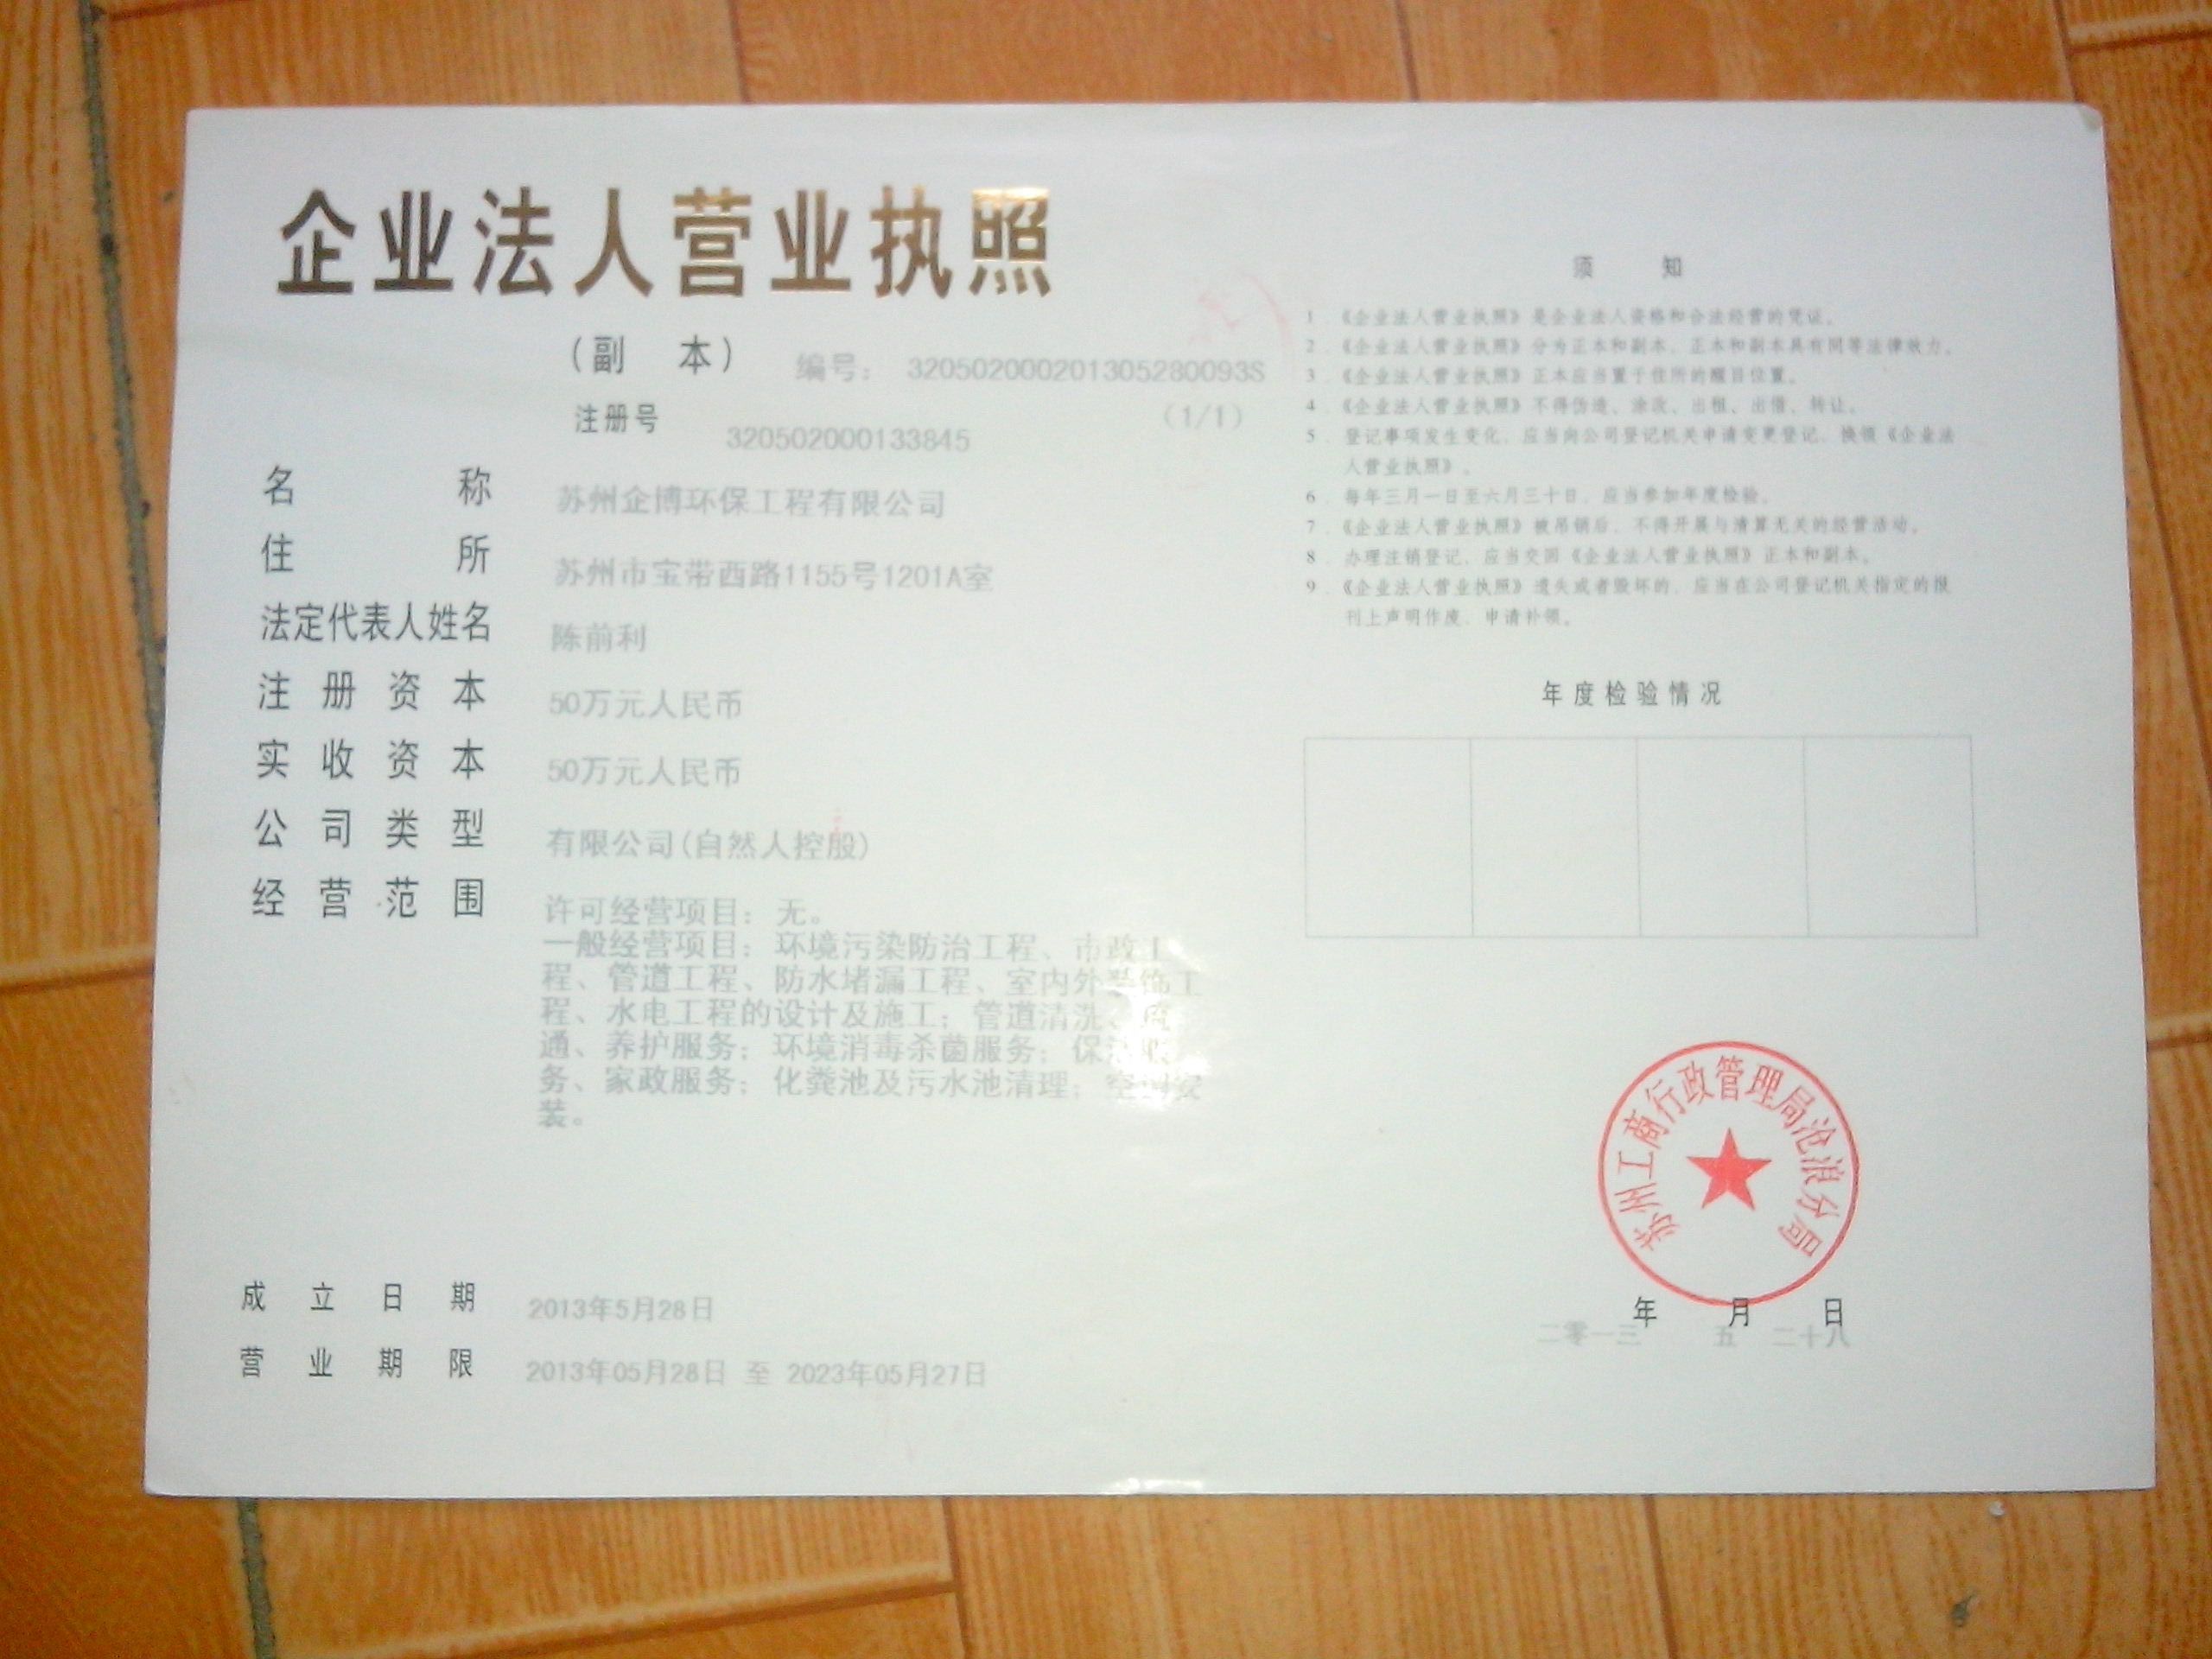 企业法人营业执照
(副 本)
编号: 320502000201305280093S
注册号 320502000133845
(1/1)
名称 苏州企博环保工程有限公司
住所 苏州市宝带西路1155号1201A室
法定代表人姓名 陈前利
注册资本 50万元人民币
实收资本 50万元人民币
公司类型 有限公司(自然人控股)
经营范围 许可经营项目: 无。
一般经营项目: 环境污染防治工程、市政工
程、管道工程、防水堵漏工程、室内外装饰工
程、水电工程的设计及施工; 管道清洗、
通、养护服务; 环境消毒杀菌服务; 保
务、家政服务; 化粪池及污水池清理; 空调安
装。
成立日期 2013年5月28日
营业期限 2013年05月28日 至 2023年05月27日
须 知
1.《企业法人营业执照》是企业法人资格和合法经营的凭证。
2.《企业法人营业执照》分为正本和副本，正本和副本具有同等法律效力。
3.《企业法人营业执照》正本应当置于住所的醒目位置。
4.《企业法人营业执照》不得伪造、涂改、出租、出借、转让。
5.登记事项发生变化，应当向公司登记机关申请变更登记，换领《企业法
人营业执照》。
6.每年三月一日至六月三十日，应当参加年度检验。
7.《企业法人营业执照》被吊销后，不得开展与清算无关的经营活动。
8.办理注销登记，应当交回《企业法人营业执照》正本和副本。
9.《企业法人营业执照》遗失或者毁坏的，应当在公司登记机关指定的报
刊上声明作废，申请补领。
年度检验情况
苏州工商行政管理局沧浪分局
年 月 日
二零一三 五 二十八